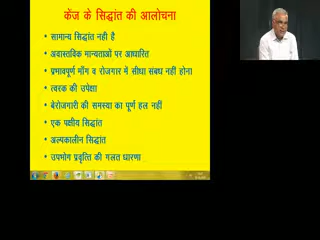 केंज के सिद्धांत की आलोचना
सामान्य सिद्धांत नही है
अवास्तविक मान्यताओं पर आधारित
प्रभावपूर्ण माँग व रोजगार में सीधा संबध नहीं होना
त्वरक की उपेक्षा
बेरोजगारी की समस्या का पूर्ण हल नहीं
एक पक्षीय सिद्धांत
अल्पकालीन सिद्धांत
उपभोग प्रवृत्ति की गलत धारणा